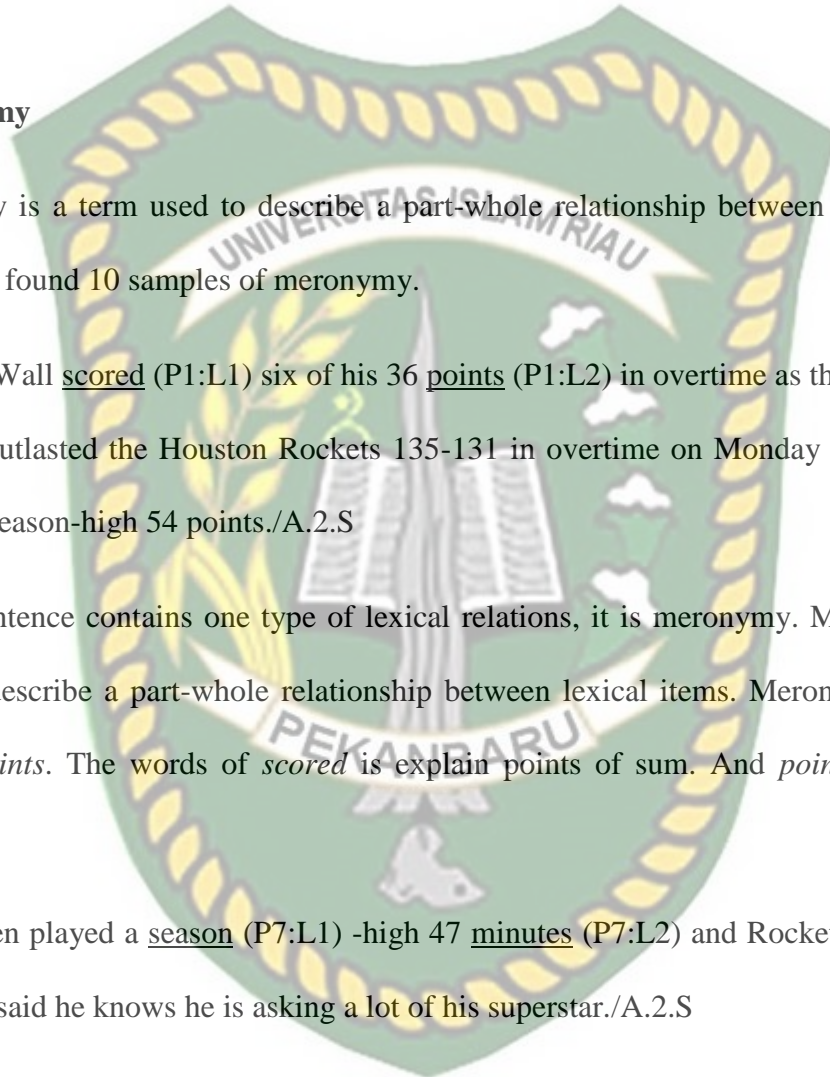 my
y is a term used to describe a part-whole relationship between
UNIVERSITAS ISLAM RIAU
found 10 samples of meronymy.
Wall scored (P1:L1) six of his 36 points (P1:L2) in overtime as th
utlasted the Houston Rockets 135-131 in overtime on Monday
eason-high 54 points./A.2.S
ntence contains one type of lexical relations, it is meronymy. M
describe a part-whole relationship between lexical items. Meron
PEKANBARU
ints. The words of scored is explain points of sum. And poin
en played a season (P7:L1) -high 47 minutes (P7:L2) and Rocke
said he knows he is asking a lot of his superstar./A.2.S